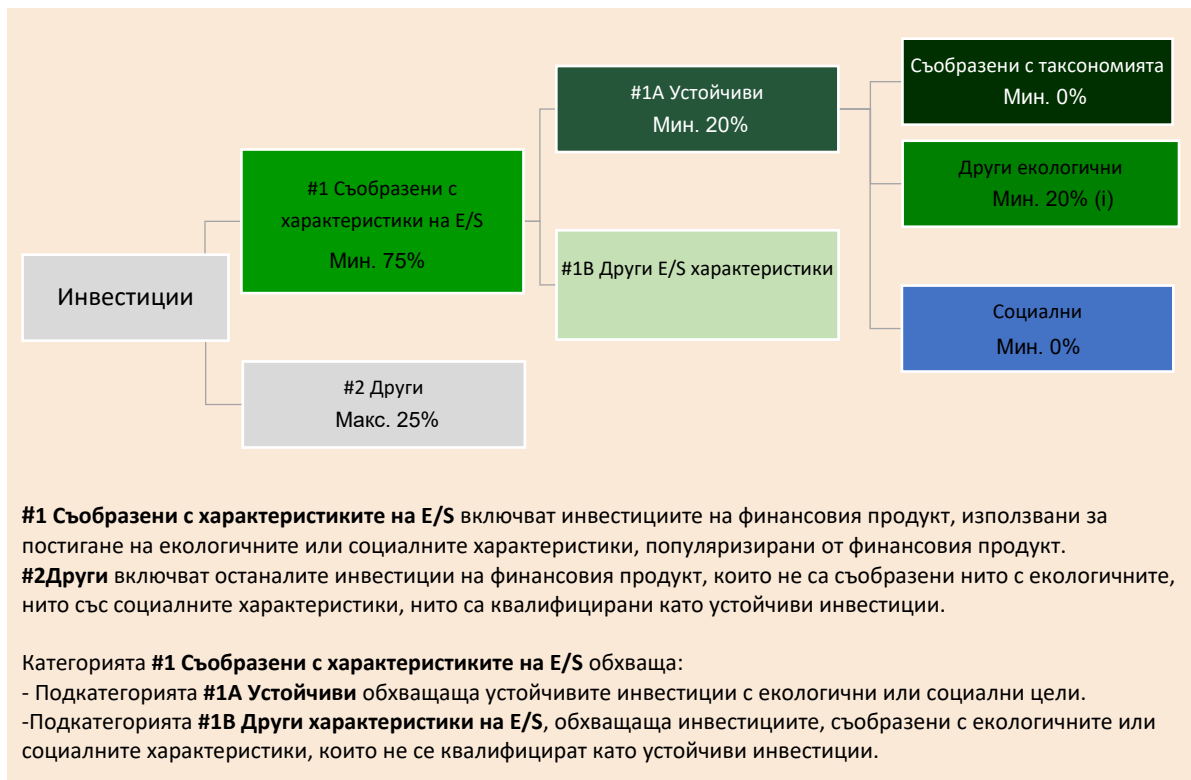 Инвестиции
#1 Съобразени с
характеристики на E/S
Мин. 75%
#2 Други
Макс. 25%
#1A Устойчиви
Мин. 20%
#1B Други E/S характеристики
Съобразени с таксономията
Мин. 0%
Други екологични
Мин. 20% (i)
Социални
Мин. 0%
#1 Съобразени с характеристиките на E/S включват инвестициите на финансовия продукт, използвани за
постигане на екологичните или социалните характеристики, популяризирани от финансовия продукт.
#2Други включват останалите инвестиции на финансовия продукт, които не са съобразени нито с екологичните,
нито със социалните характеристики, нито са квалифицирани като устойчиви инвестиции.
Категорията #1 Съобразени с характеристиките на E/S обхваща:
- Подкатегорията #1A Устойчиви обхващаща устойчивите инвестиции с екологични или социални цели.
-Подкатегорията #1B Други характеристики на E/S, обхващаща инвестициите, съобразени с екологичните или
социалните характеристики, които не се квалифицират като устойчиви инвестиции.